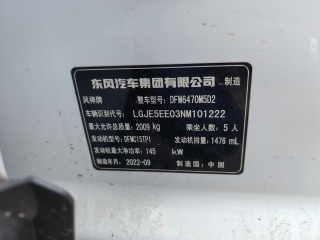 东风汽车集团有限公司 制造
风神牌 整车型号: DFM6470M5D2
车辆识别代号: LGJE5EE03NM101222
最大允许总质量: 2009 kg 乘坐人数: 5 人
发动机型号: DFMC15TP1 发动机排量: 1476 mL
发动机最大净功率: 145 kW
制造年月: 2022-09 制造国: 中国